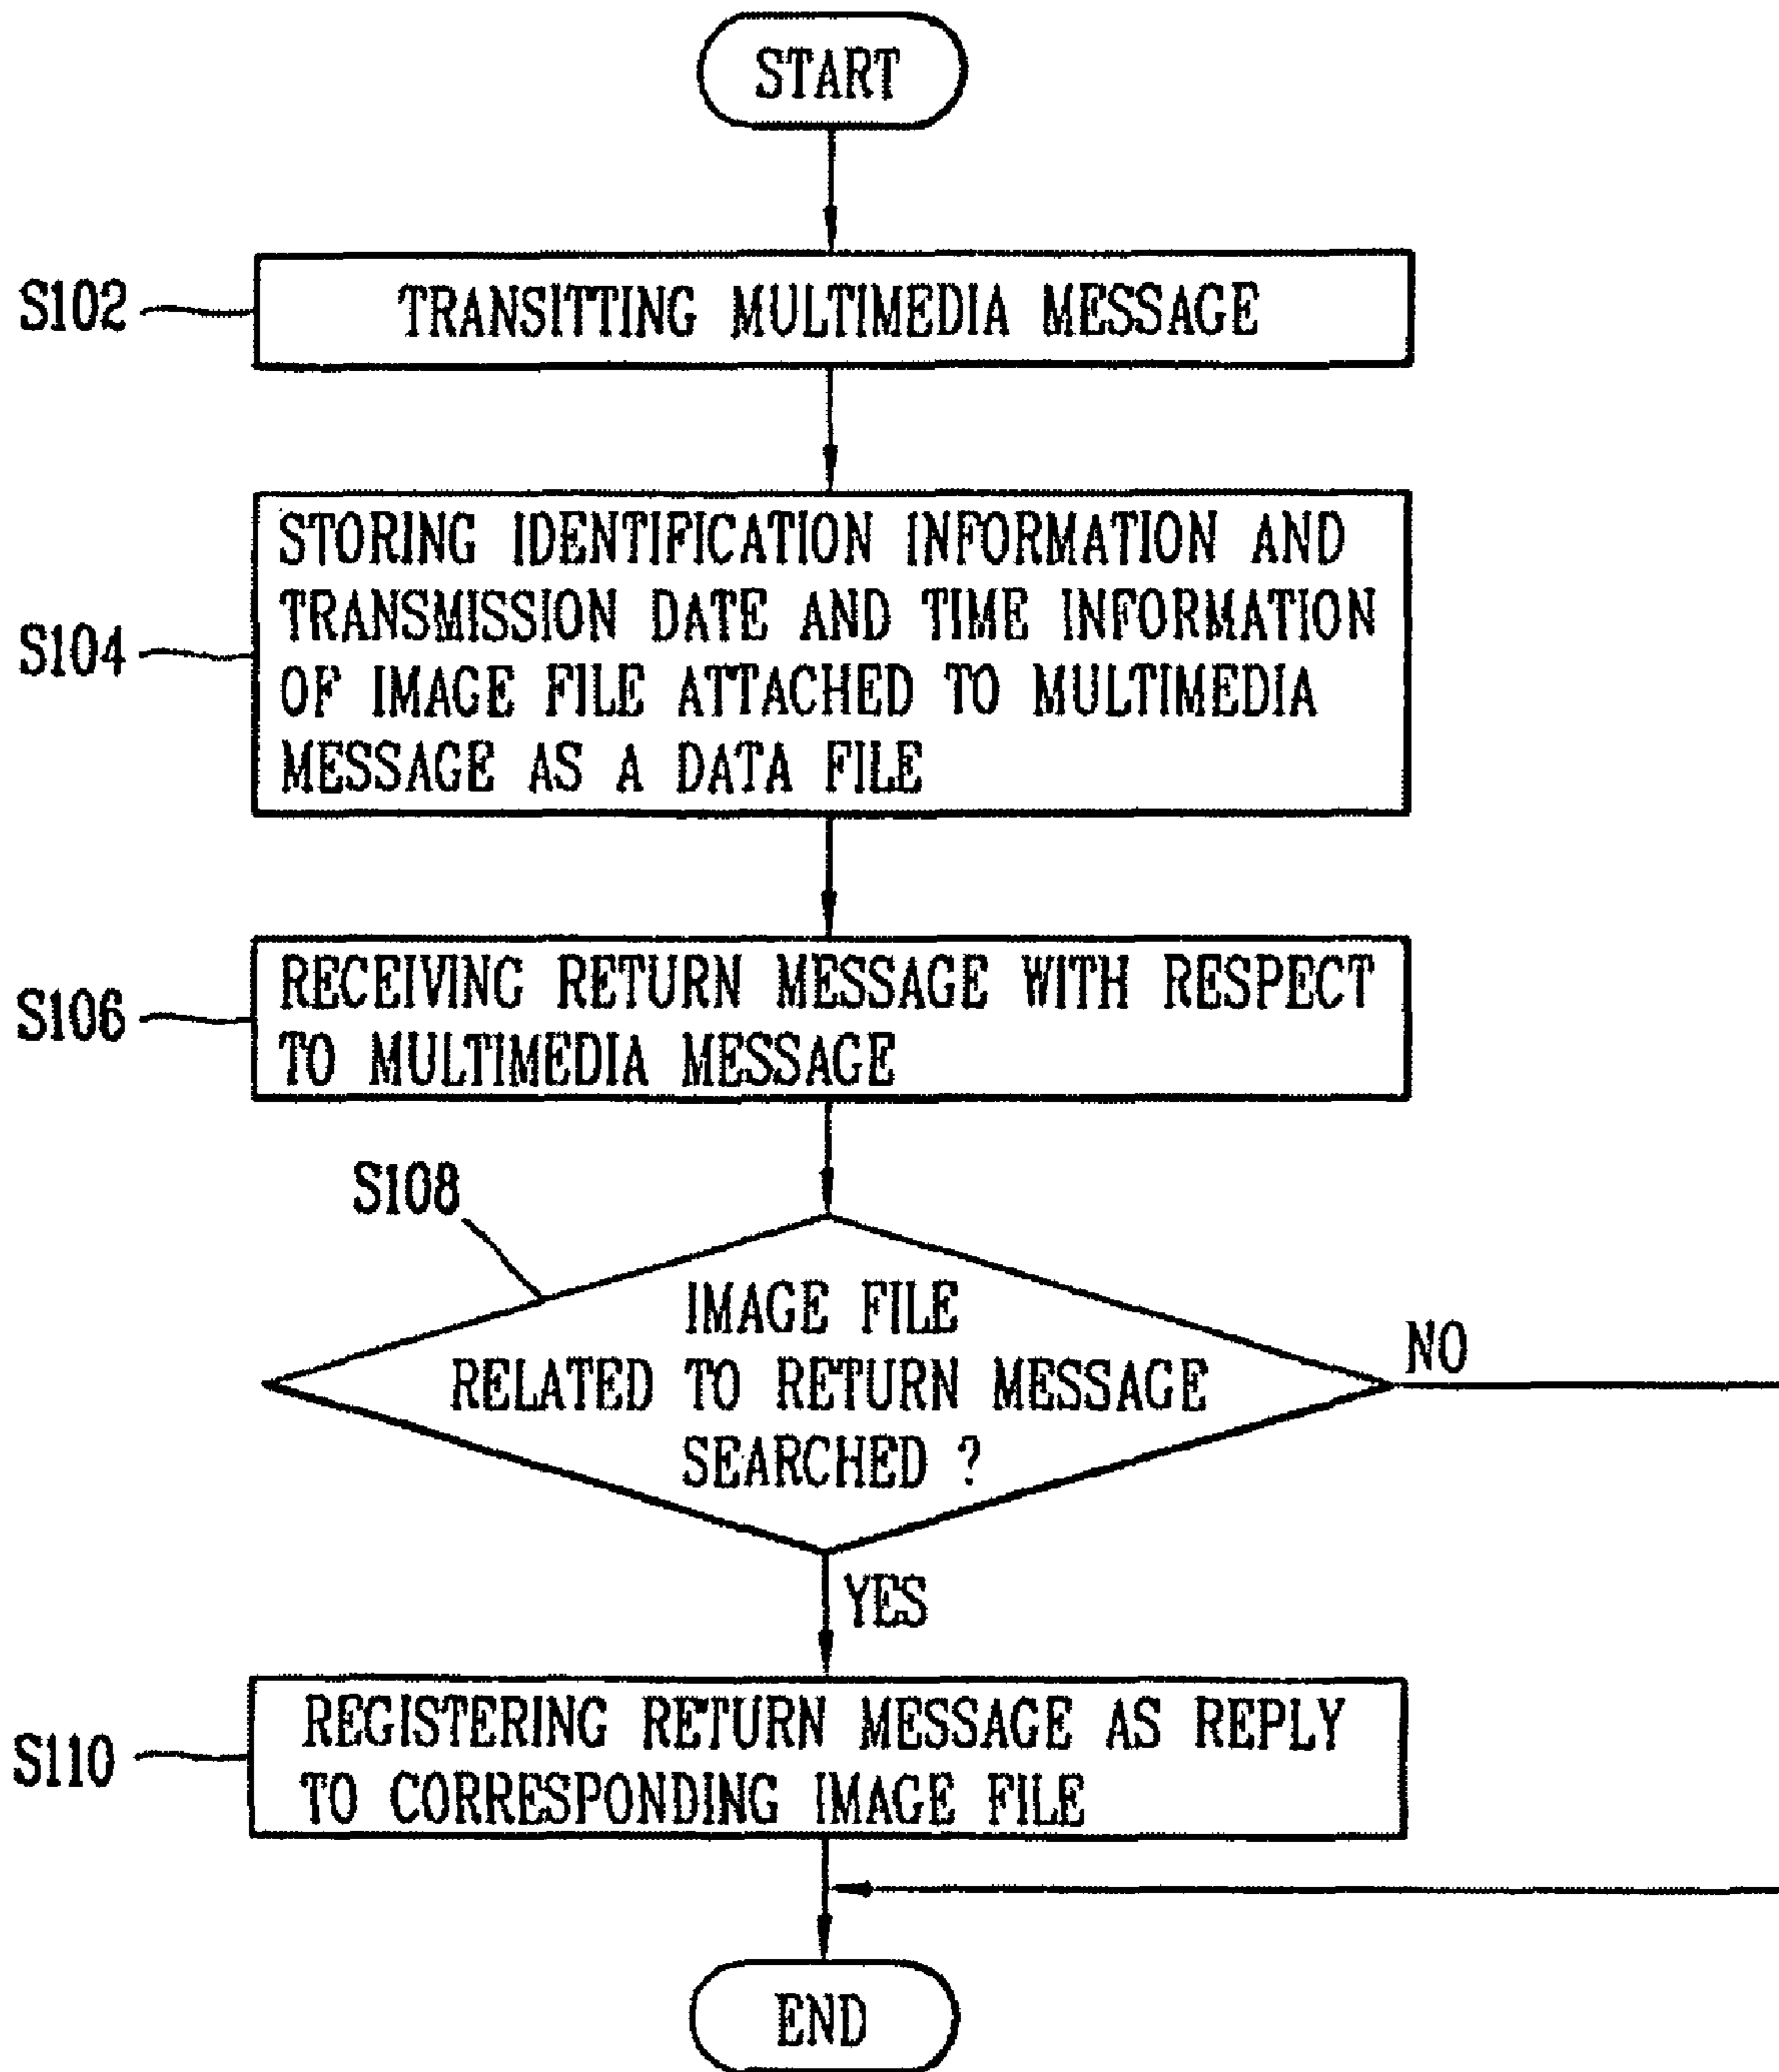 START
S102
TRANSITTING MULTIMEDIA MESSAGE
S104
STORING IDENTIFICATION INFORMATION AND
TRANSMISSION DATE AND TIME INFORMATION
OF IMAGE FILE ATTACHED TO MULTIMEDIA
MESSAGE AS A DATA FILE
S106
RECEIVING RETURN MESSAGE WITH RESPECT
TO MULTIMEDIA MESSAGE
S108
IMAGE FILE
RELATED TO RETURN MESSAGE
SEARCHED ?
NO
YES
S110
REGISTERING RETURN MESSAGE AS REPLY
TO CORRESPONDING IMAGE FILE
END